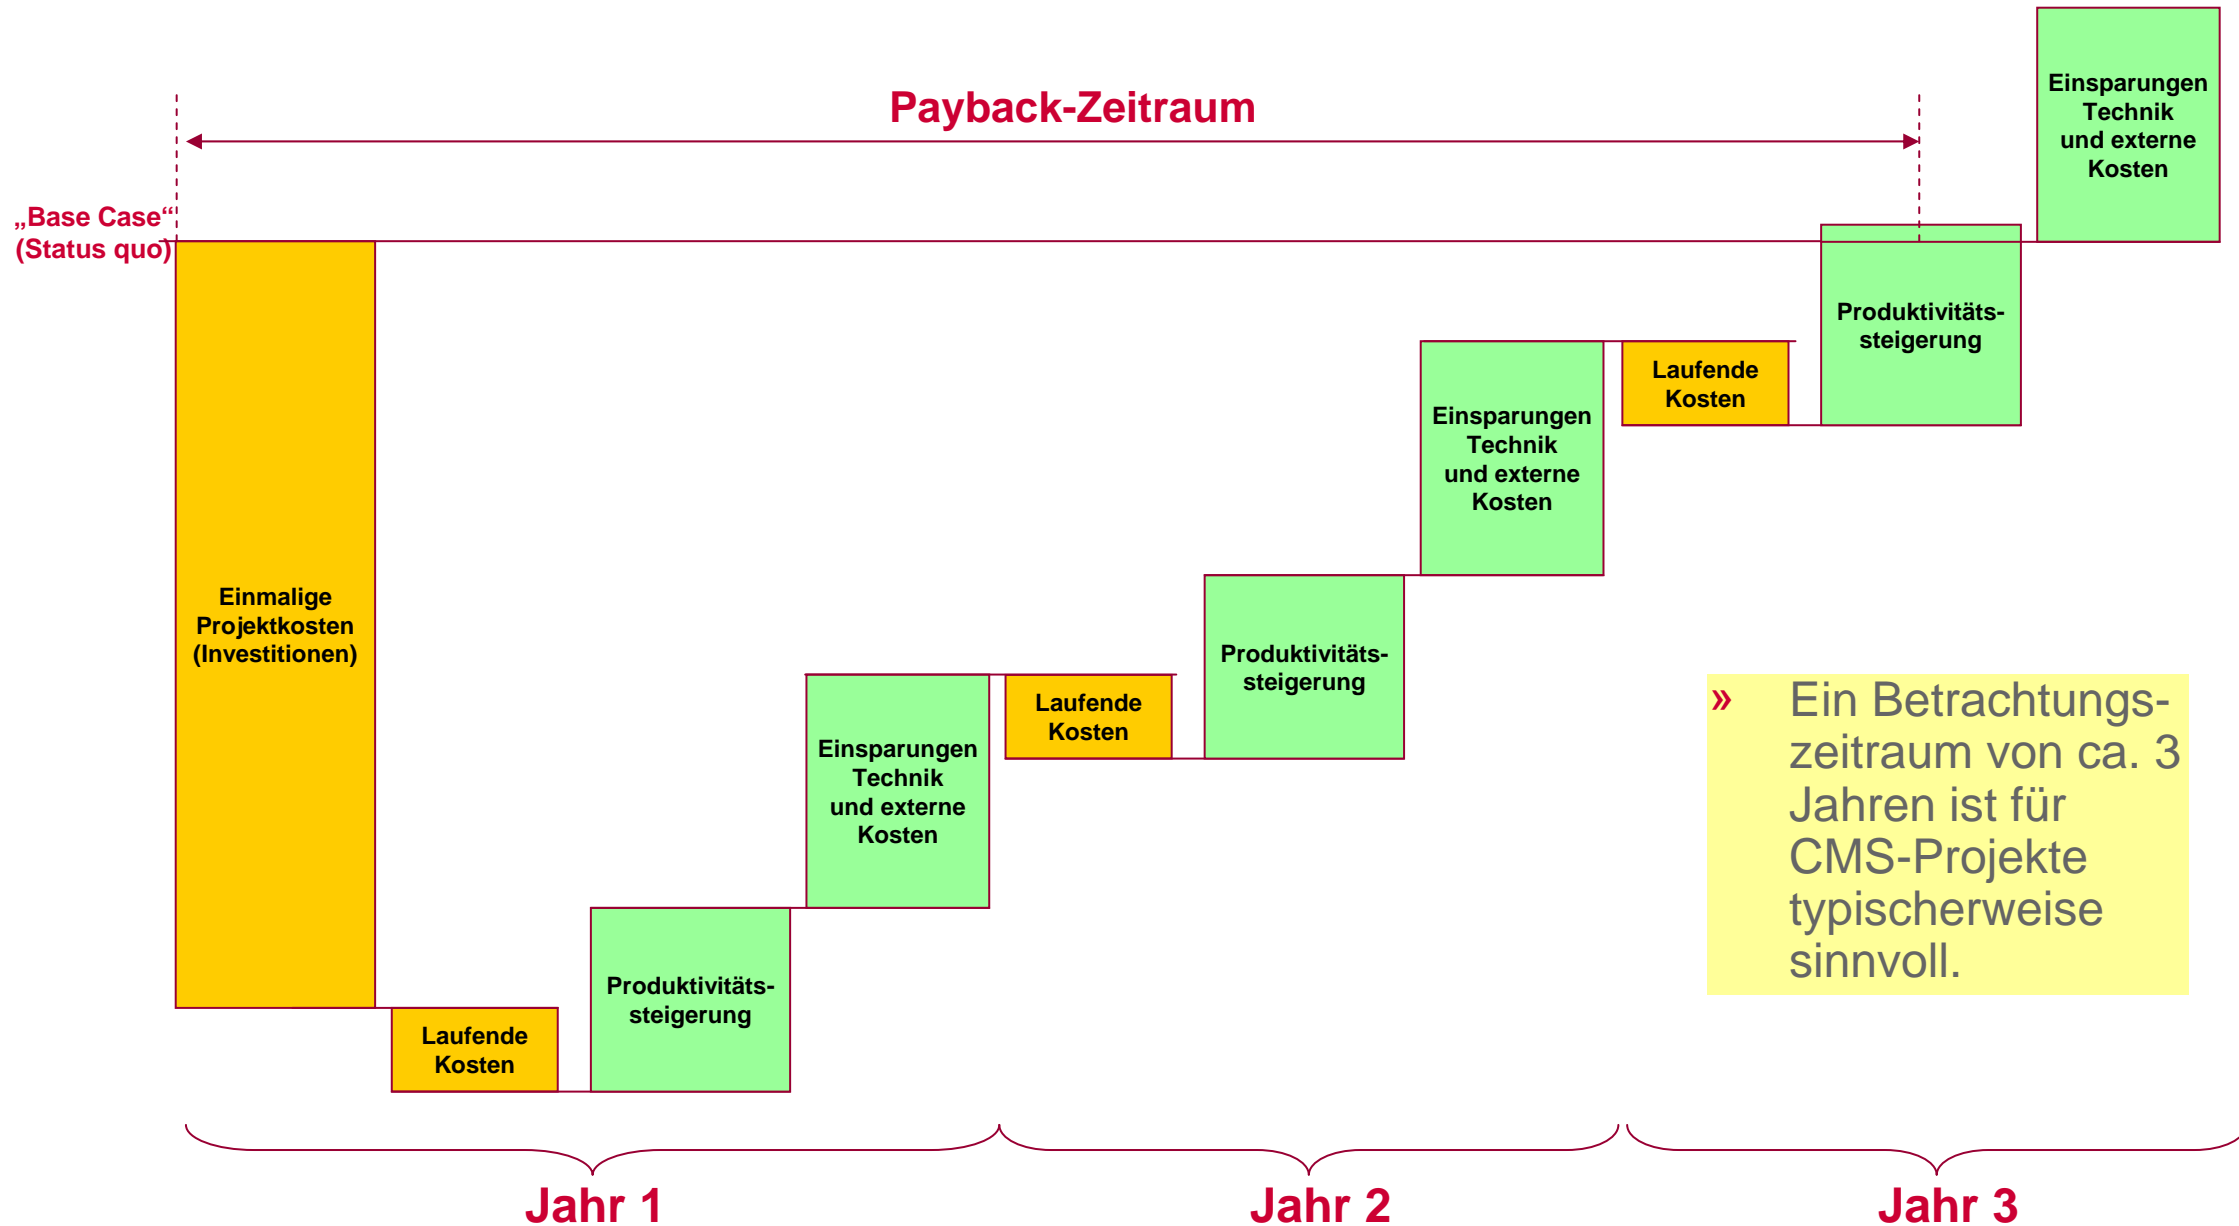 Payback-Zeitraum
„Base Case“
(Status quo)
Einmalige
Projektkosten
(Investitionen)
Laufende
Kosten
Produktivitäts-
steigerung
Einsparungen
Technik
und externe
Kosten
Laufende
Kosten
Produktivitäts-
steigerung
Einsparungen
Technik
und externe
Kosten
Laufende
Kosten
Produktivitäts-
steigerung
Einsparungen
Technik
und externe
Kosten
» Ein Betrachtungs-
zeitraum von ca. 3
Jahren ist für
CMS-Projekte
typischerweise
sinnvoll.
Jahr 1
Jahr 2
Jahr 3